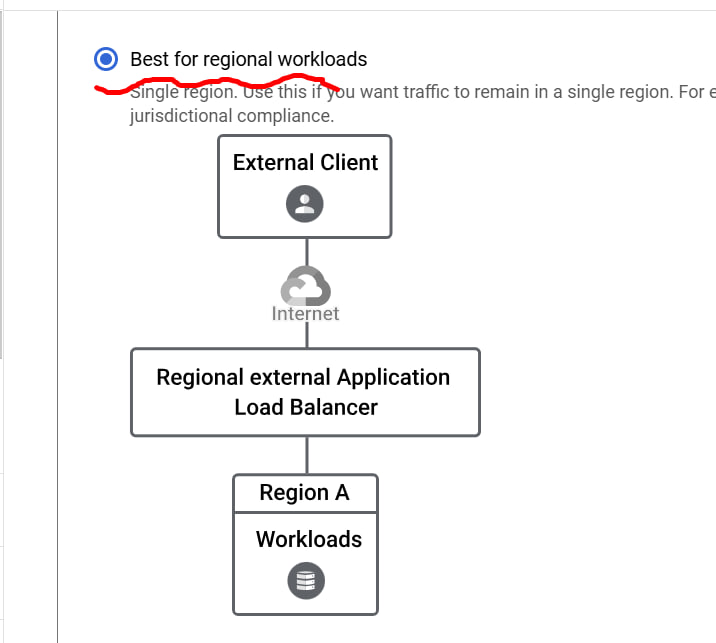 Best for regional workloads
Single region. Use this if you want traffic to remain in a single region. For
jurisdictional compliance.
External Client
Internet
Regional external Application
Load Balancer
Region A
Workloads